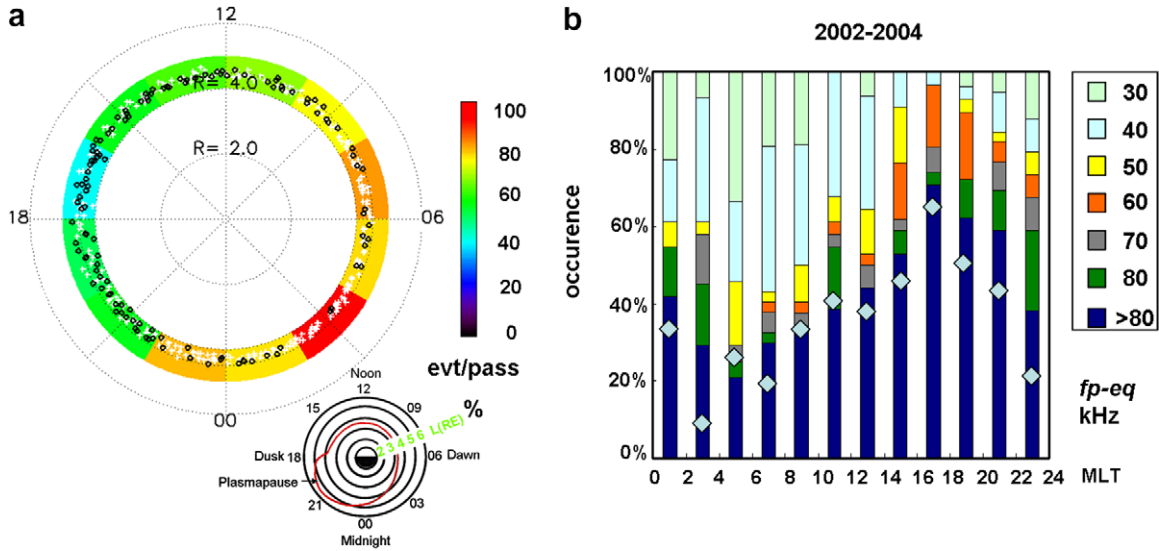 a
12
R= 4.0
R= 2.0
18
06
00
100
80
60
40
20
0
evt/pass
%
Noon
12
15
09
2 3 4 5 6 L(RE)
Dusk 18
06 Dawn
Plasmapause
21
03
00
Midnight
b
2002-2004
100%
80%
60%
40%
20%
0%
occurence
0 2 4 6 8 10 12 14 16 18 20 22 24 MLT
30
40
50
60
70
80
>80
fp-eq
kHz